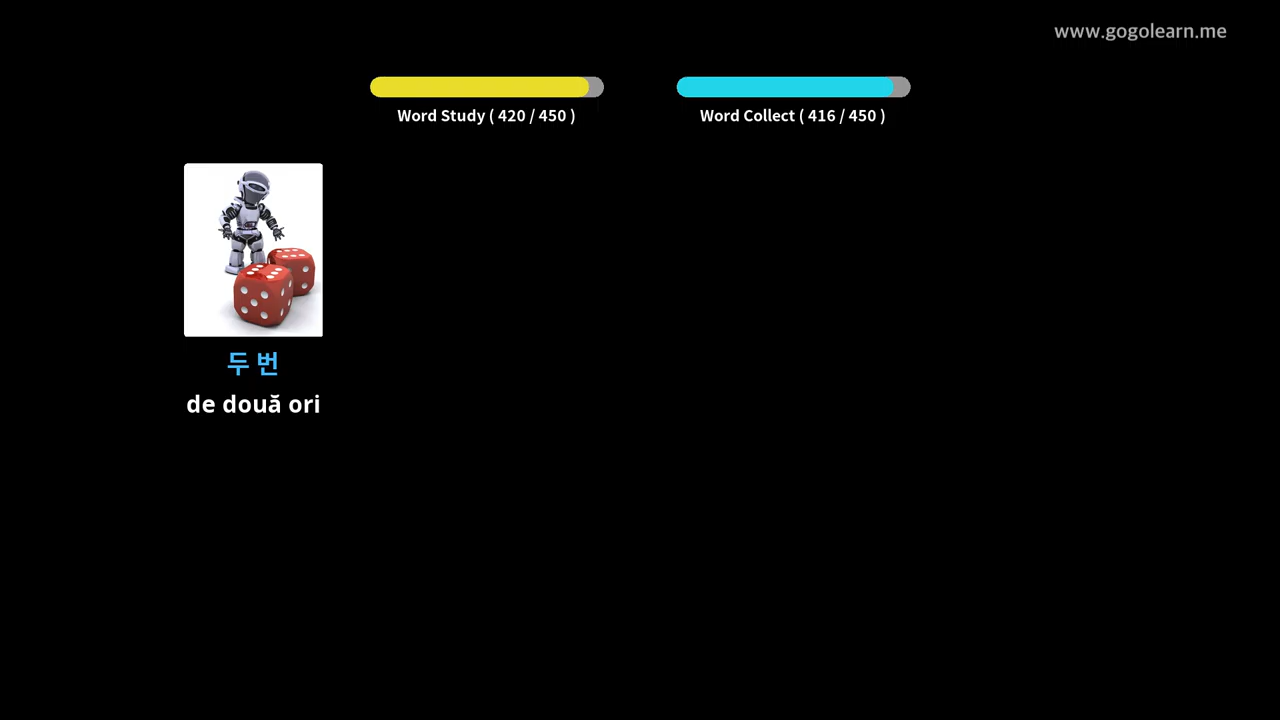 www.gogolearn.me
Word Study ( 420 / 450 )
Word Collect ( 416 / 450 )
두 번
de două ori